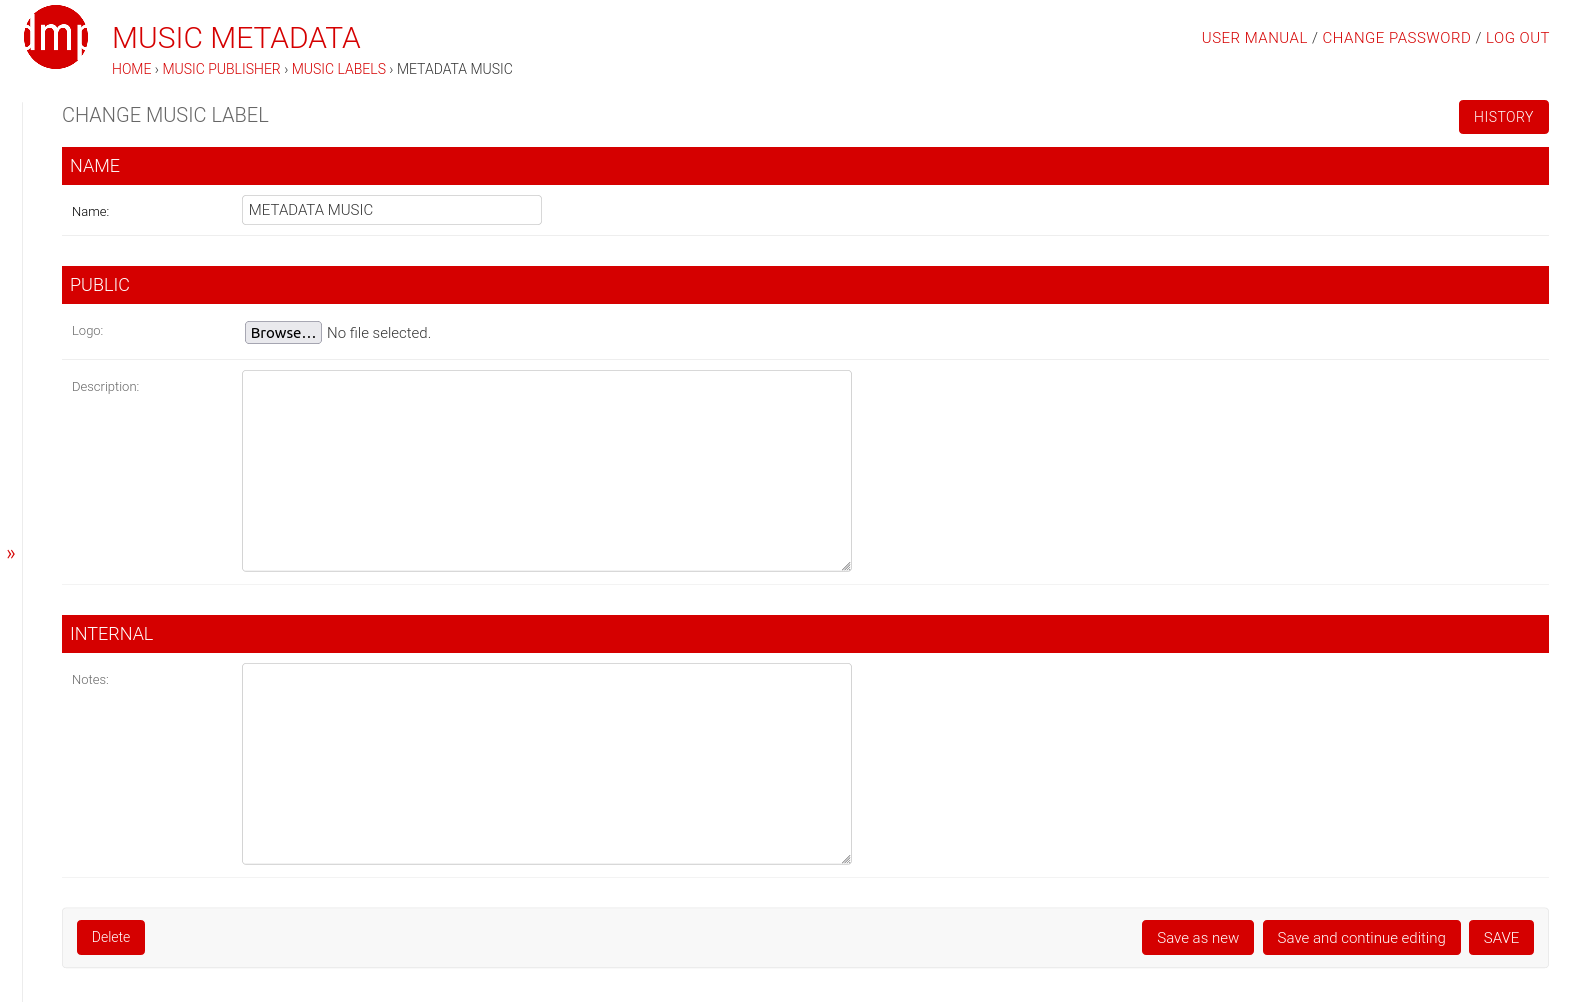 dmp
MUSIC METADATA
USER MANUAL / CHANGE PASSWORD / LOG OUT
HOME › MUSIC PUBLISHER › MUSIC LABELS › METADATA MUSIC
CHANGE MUSIC LABEL
HISTORY
NAME
Name:
METADATA MUSIC
PUBLIC
Logo:
Browse... No file selected.
Description:
»
INTERNAL
Notes:
Delete
Save as new
Save and continue editing
SAVE